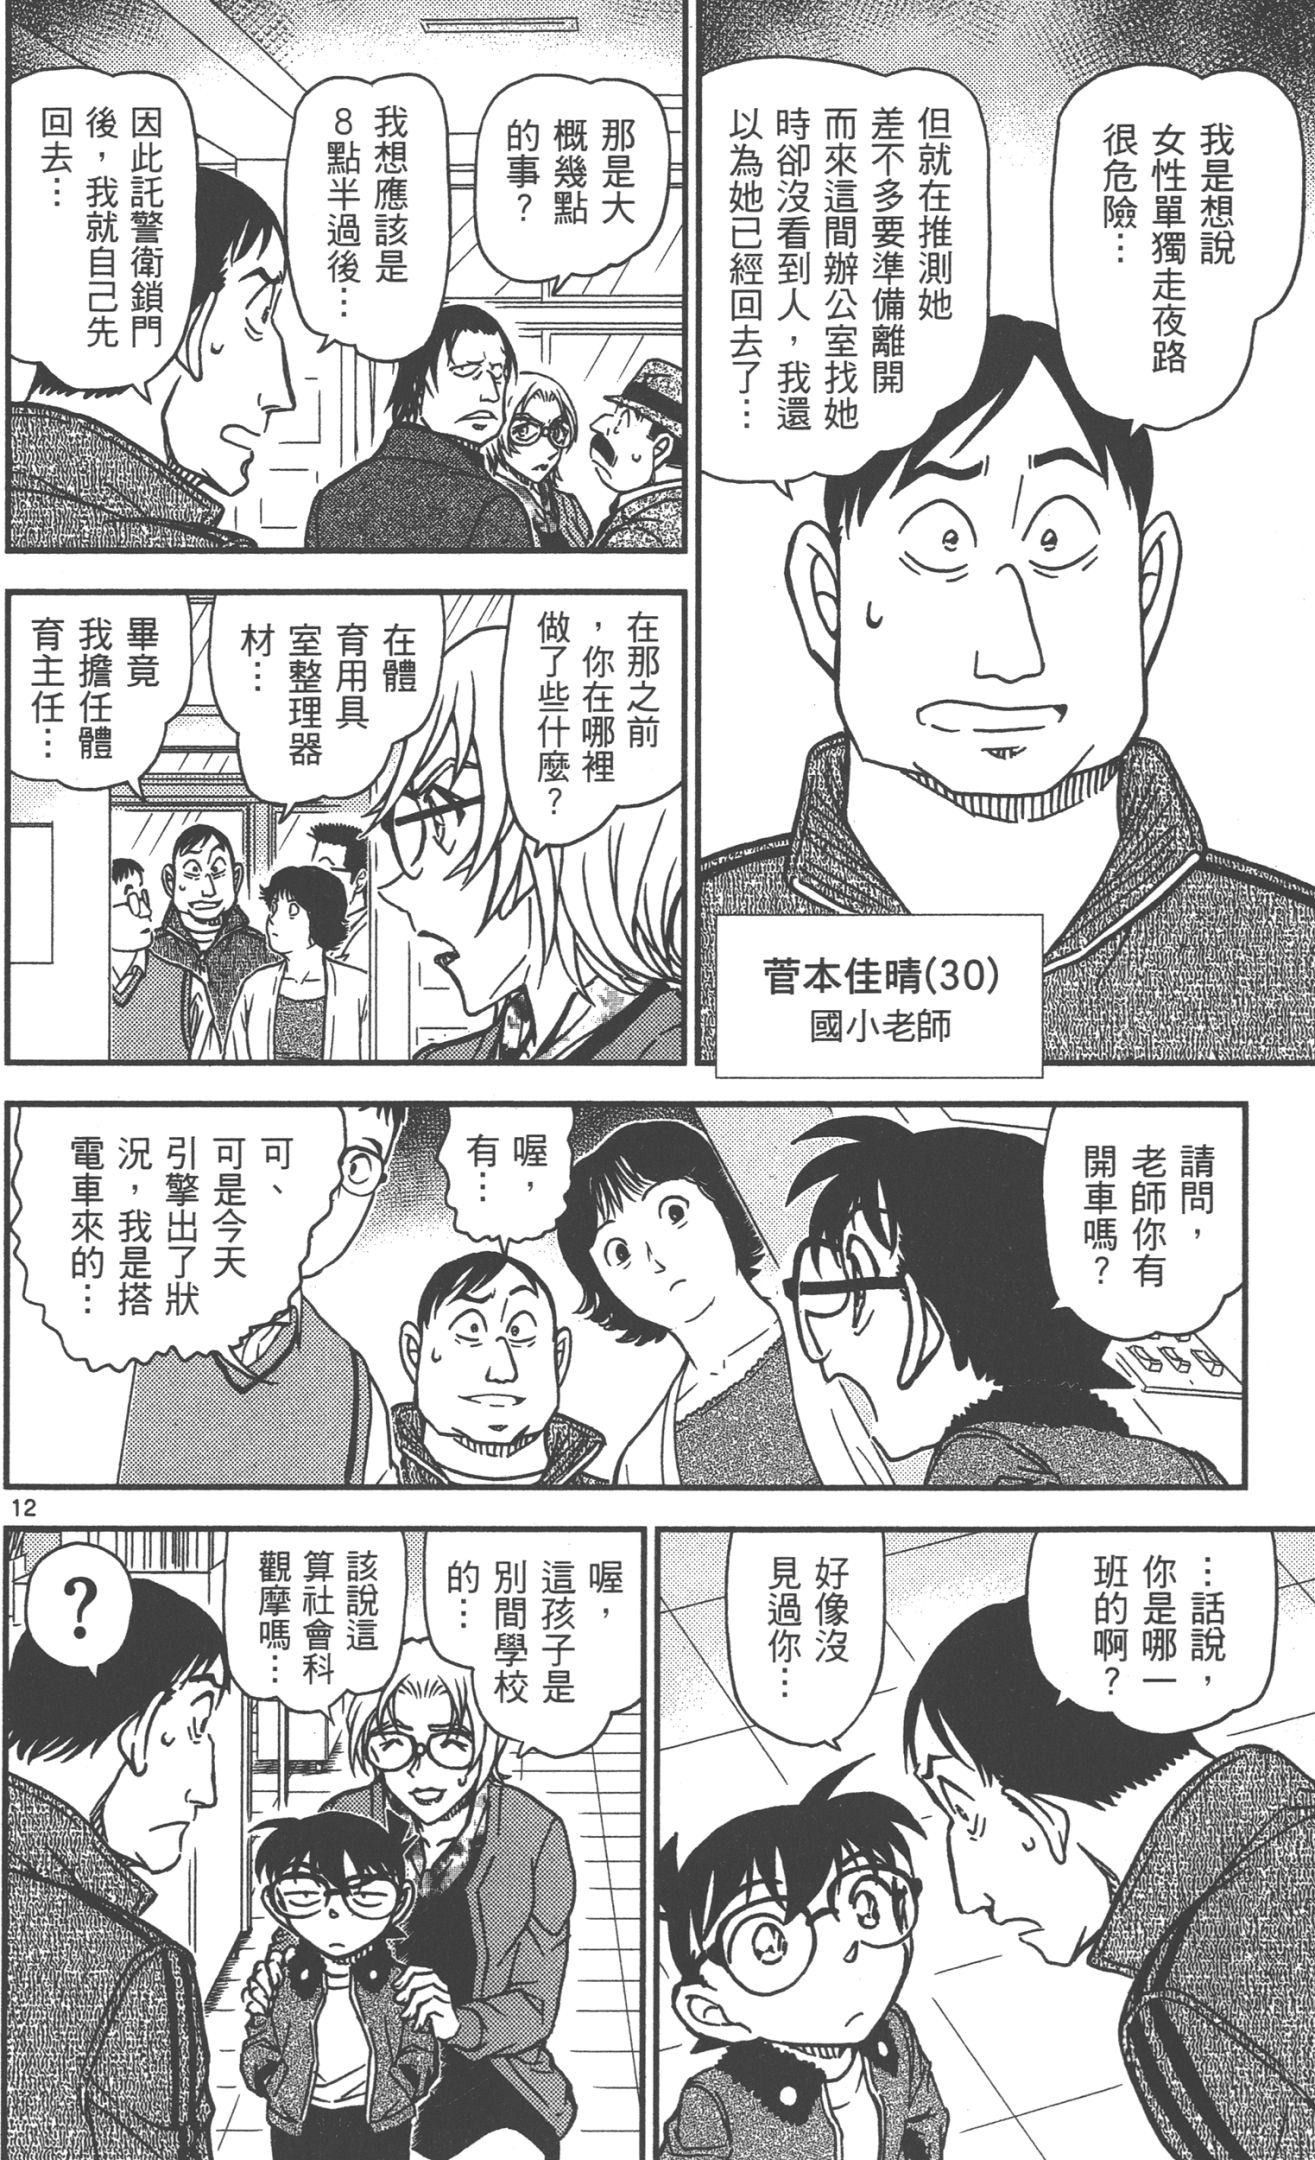 我是想說
女性單獨走夜路
很危險…
但就在推測她
差不多要準備離開
而來這間辦公室找她
時卻沒看到人，我還
以為她已經回去了…
菅本佳晴(30)
國小老師
那是大
概幾點
的事？
我想應該是
8點半過後…
因此託警衛鎖門
後，我就自己先
回去…
在那之前
，你在哪裡
做了些什麼？
在體
育用具
室整理器
材…
畢竟
我擔任體
育主任…
請問，
老師你有
開車嗎？
喔，
有…
可、
可是今天
引擎出了狀
況，我是搭
電車來的…
…話說，
你是哪一
班的啊？
好像沒
見過你…
喔，
這孩子是
別間學校
的…
該說這
算社會科
觀摩嗎…
？
12